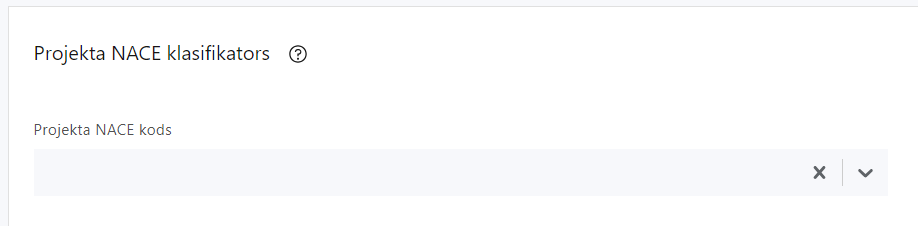 Projekta NACE klasifikators
Projekta NACE kods